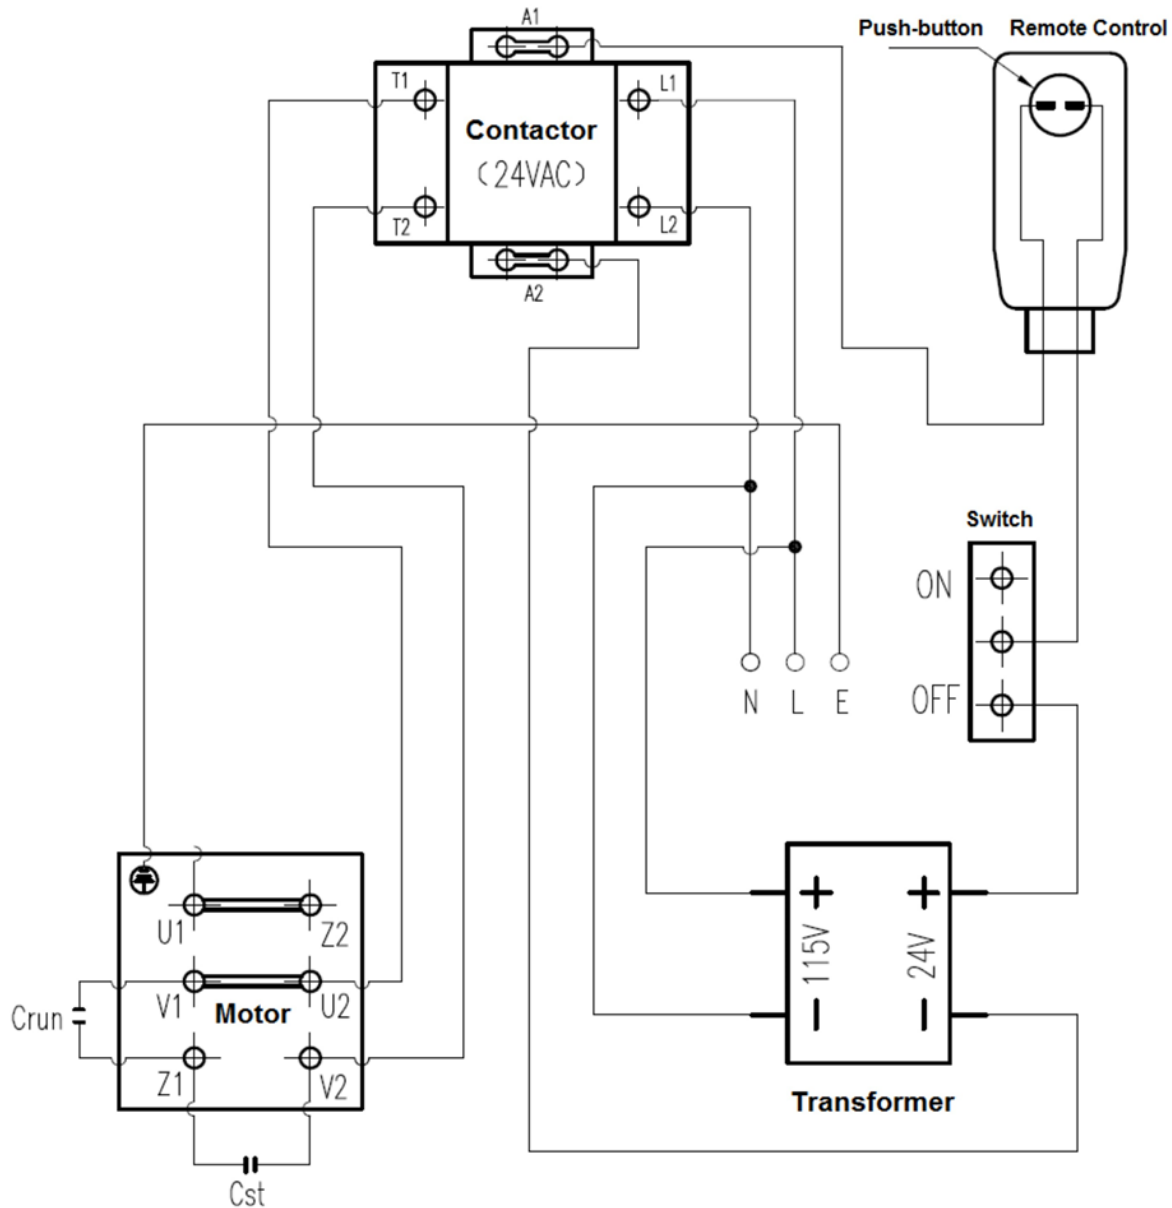 A1
Push-button
Remote Control
T1
L1
Contactor
(24VAC)
T2
L2
A2
Switch
ON
OFF
N L E
U1
Z2
V1
U2
Motor
Crun
Z1
V2
Cst
+
+
115V
24V
−
−
Transformer